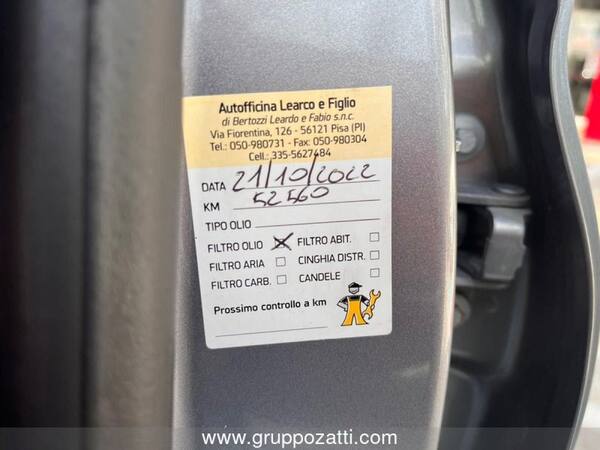 Autofficina Learco e Figlio
di Bertozzi Leardo e Fabio s.n.c.
Via Fiorentina, 126 - 56121 Pisa (PI)
Tel.: 050-980731 - Fax: 050-980304
Cell.: 335-5627484
DATA 21/10/2022
KM 52560
TIPO OLIO
FILTRO OLIO FILTRO ABIT.
FILTRO ARIA CINGHIA DISTR.
FILTRO CARB. CANDELE
Prossimo controllo a km
www.gruppozatti.com